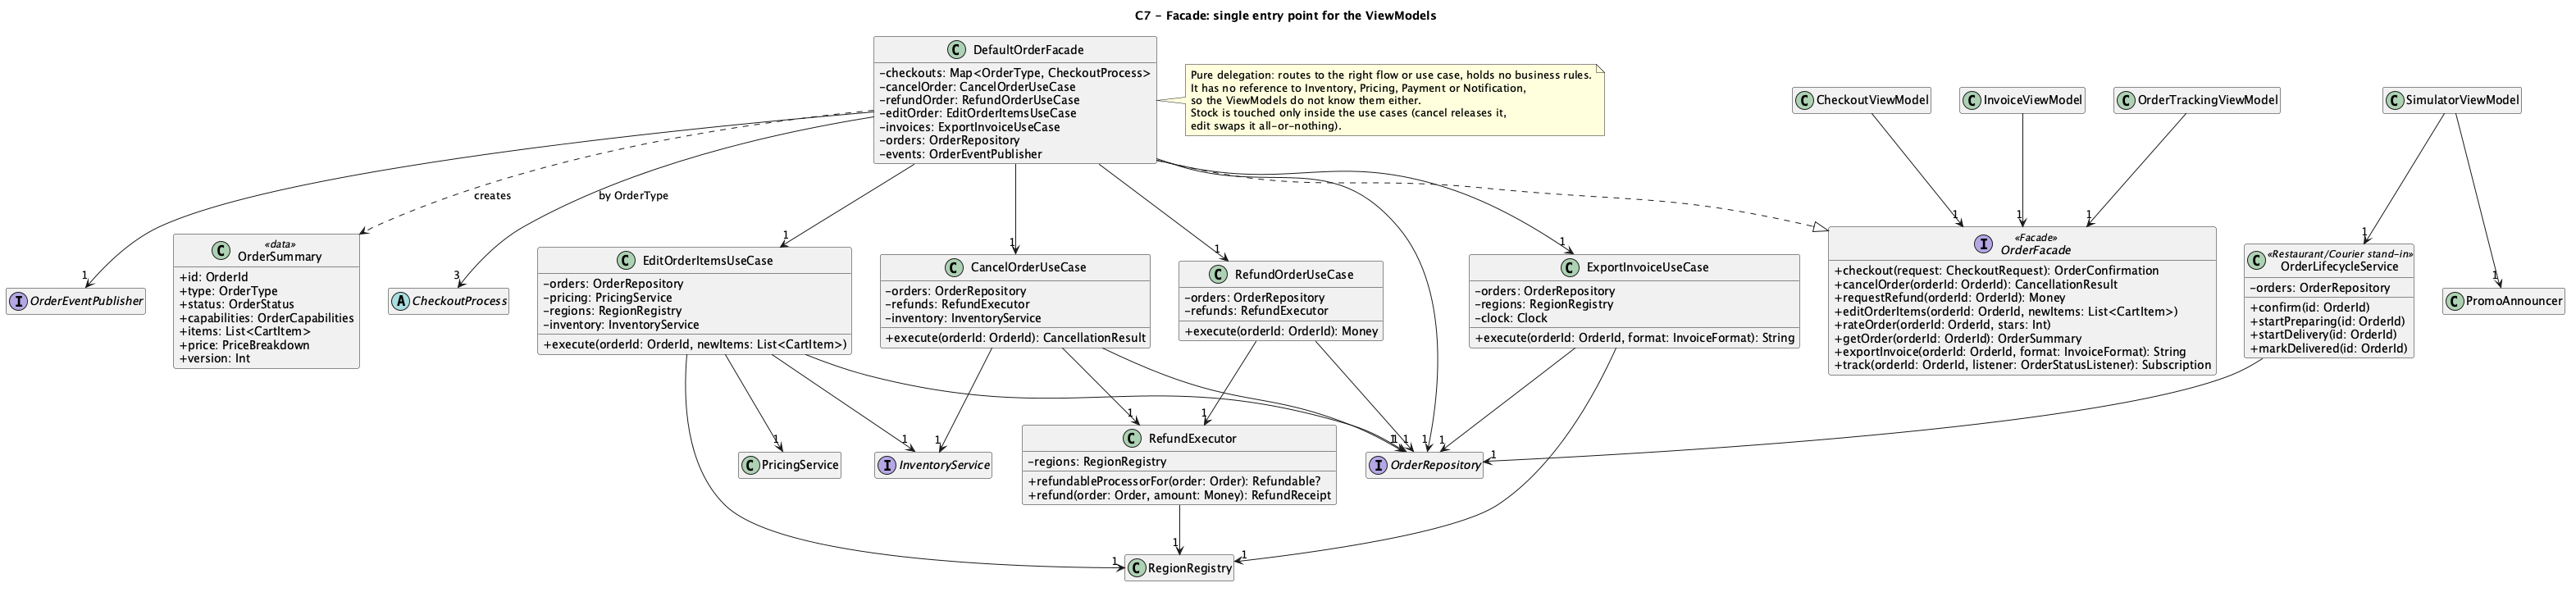 C7 – Facade: single entry point for the ViewModels
C DefaultOrderFacade
–checkouts: Map<OrderType, CheckoutProcess>
–cancelOrder: CancelOrderUseCase
–refundOrder: RefundOrderUseCase
–editOrder: EditOrderItemsUseCase
–invoices: ExportInvoiceUseCase
–orders: OrderRepository
–events: OrderEventPublisher
Pure delegation: routes to the right flow or use case, holds no business rules.
It has no reference to Inventory, Pricing, Payment or Notification,
so the ViewModels do not know them either.
Stock is touched only inside the use cases (cancel releases it,
edit swaps it all-or-nothing).
C CheckoutViewModel
C InvoiceViewModel
C OrderTrackingViewModel
C SimulatorViewModel
creates
by OrderType
1
3
1
1
1
1
1
1
1
1
1
I OrderEventPublisher
C «data»
OrderSummary
+id: OrderId
+type: OrderType
+status: OrderStatus
+capabilities: OrderCapabilities
+items: List<CartItem>
+price: PriceBreakdown
+version: Int
A CheckoutProcess
C EditOrderItemsUseCase
–orders: OrderRepository
–pricing: PricingService
–regions: RegionRegistry
–inventory: InventoryService
+execute(orderId: OrderId, newItems: List<CartItem>)
C CancelOrderUseCase
–orders: OrderRepository
–refunds: RefundExecutor
–inventory: InventoryService
+execute(orderId: OrderId): CancellationResult
C RefundOrderUseCase
–orders: OrderRepository
–refunds: RefundExecutor
+execute(orderId: OrderId): Money
C ExportInvoiceUseCase
–orders: OrderRepository
–regions: RegionRegistry
–clock: Clock
+execute(orderId: OrderId, format: InvoiceFormat): String
I «Facade»
OrderFacade
+checkout(request: CheckoutRequest): OrderConfirmation
+cancelOrder(orderId: OrderId): CancellationResult
+requestRefund(orderId: OrderId): Money
+editOrderItems(orderId: OrderId, newItems: List<CartItem>)
+rateOrder(orderId: OrderId, stars: Int)
+getOrder(orderId: OrderId): OrderSummary
+exportInvoice(orderId: OrderId, format: InvoiceFormat): String
+track(orderId: OrderId, listener: OrderStatusListener): Subscription
C «Restaurant/Courier stand-in»
OrderLifecycleService
–orders: OrderRepository
+confirm(id: OrderId)
+startPreparing(id: OrderId)
+startDelivery(id: OrderId)
+markDelivered(id: OrderId)
C PromoAnnouncer
1
1
1
1
1
1
1
1
1
1
1
C PricingService
I InventoryService
C RefundExecutor
–regions: RegionRegistry
+refundableProcessorFor(order: Order): Refundable?
+refund(order: Order, amount: Money): RefundReceipt
I OrderRepository
1
1
1
C RegionRegistry